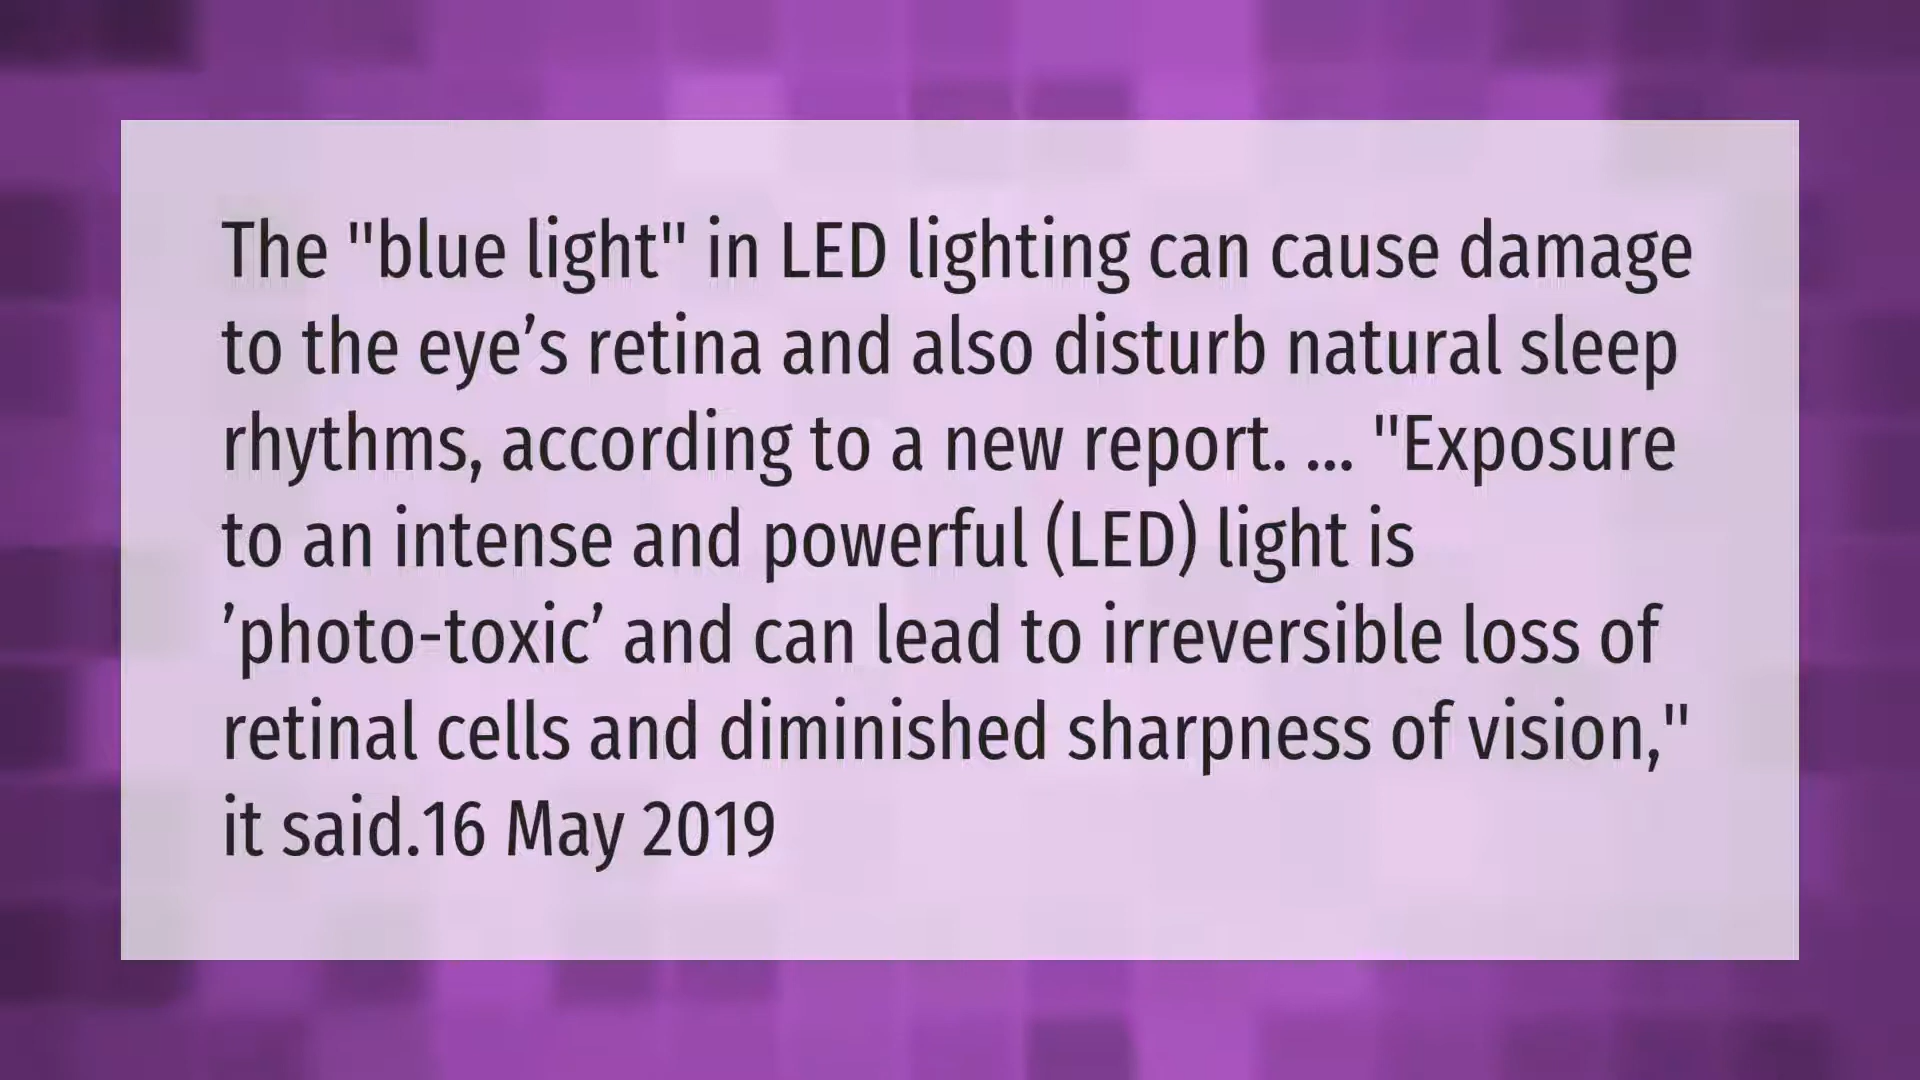 The "blue light" in LED lighting can cause damage
to the eye’s retina and also disturb natural sleep
rhythms, according to a new report. ... "Exposure
to an intense and powerful (LED) light is
’photo-toxic’ and can lead to irreversible loss of
retinal cells and diminished sharpness of vision,"
it said.16 May 2019